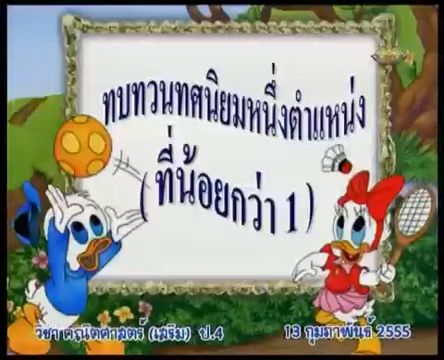 ทบทวนทศนิยมหนึ่งตำแหน่ง
(ที่น้อยกว่า 1)
วิชา คณิตศาสตร์ (เสริม) ป.4
13 กุมภาพันธ์ 2555